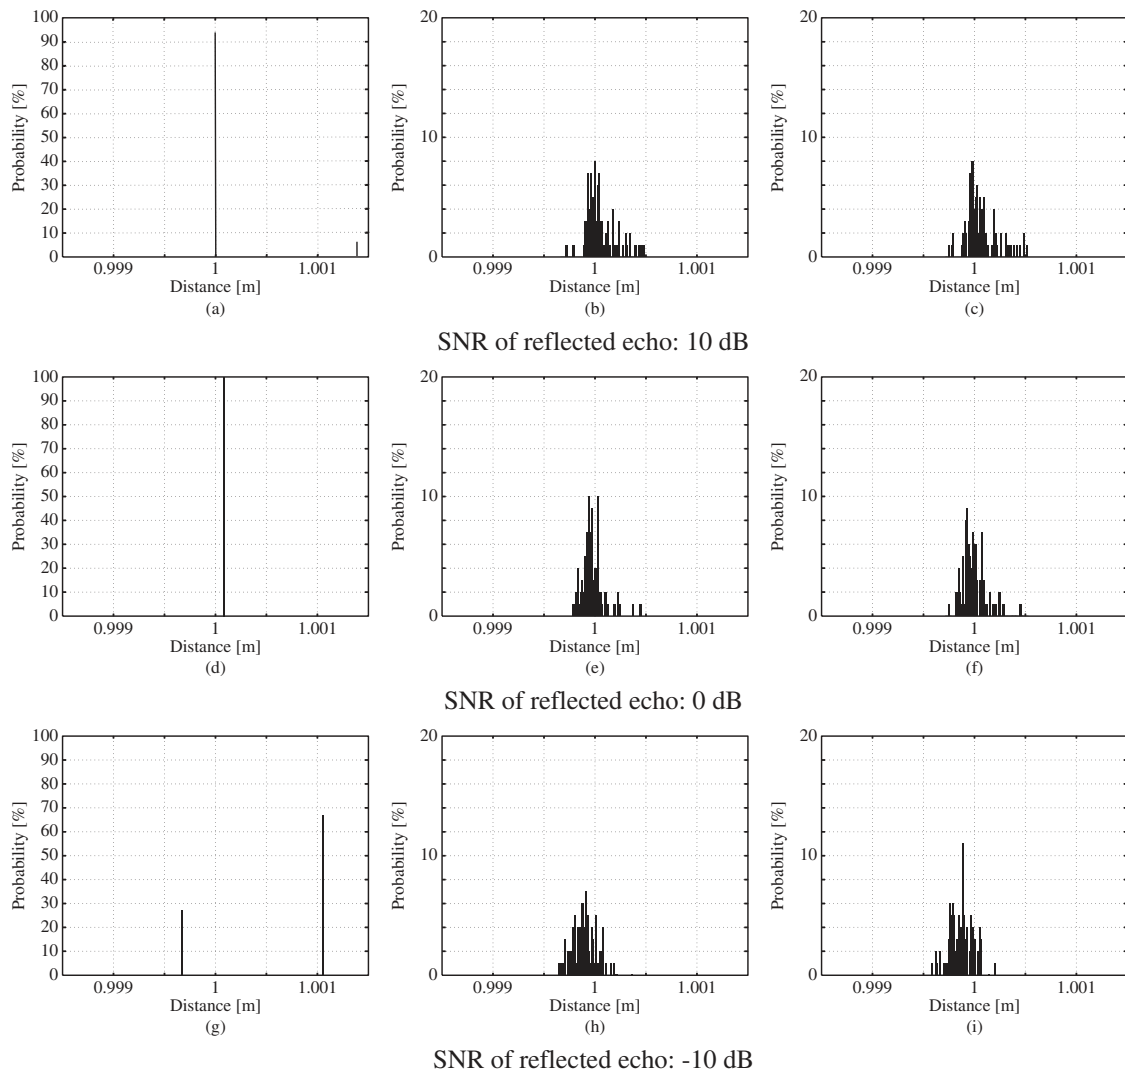 100
90
80
70
60
50
40
30
20
10
0
Probability [%]
0.999 1 1.001
Distance [m]
(a)
20
10
0
Probability [%]
0.999 1 1.001
Distance [m]
(b)
20
10
0
Probability [%]
0.999 1 1.001
Distance [m]
(c)
SNR of reflected echo: 10 dB
100
90
80
70
60
50
40
30
20
10
0
Probability [%]
0.999 1 1.001
Distance [m]
(d)
20
10
0
Probability [%]
0.999 1 1.001
Distance [m]
(e)
20
10
0
Probability [%]
0.999 1 1.001
Distance [m]
(f)
SNR of reflected echo: 0 dB
100
90
80
70
60
50
40
30
20
10
0
Probability [%]
0.999 1 1.001
Distance [m]
(g)
20
10
0
Probability [%]
0.999 1 1.001
Distance [m]
(h)
20
10
0
Probability [%]
0.999 1 1.001
Distance [m]
(i)
SNR of reflected echo: -10 dB